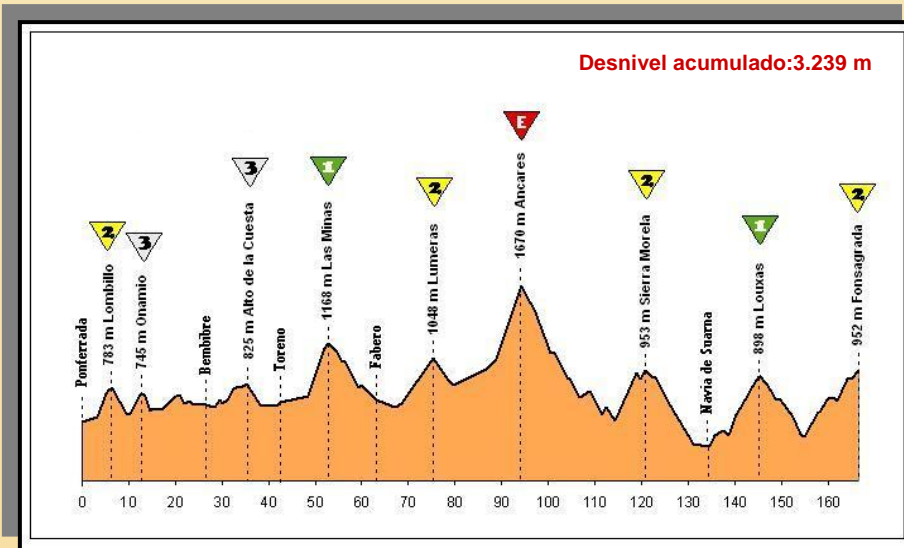 Desnivel acumulado:3.239 m
E
3
1
2
2
2
2
3
1
Ponferrada
783 m Lombillo
745 m Onamio
Bembibre
825 m Alto de la Cuesta
Toreno
1168 m Las Minas
Fabero
1048 m Lumeras
1670 m Ancares
953 m Sierra Morela
Navia de Suarna
898 m Louxas
952 m Fonsagrada
0 10 20 30 40 50 60 70 80 90 100 110 120 130 140 150 160